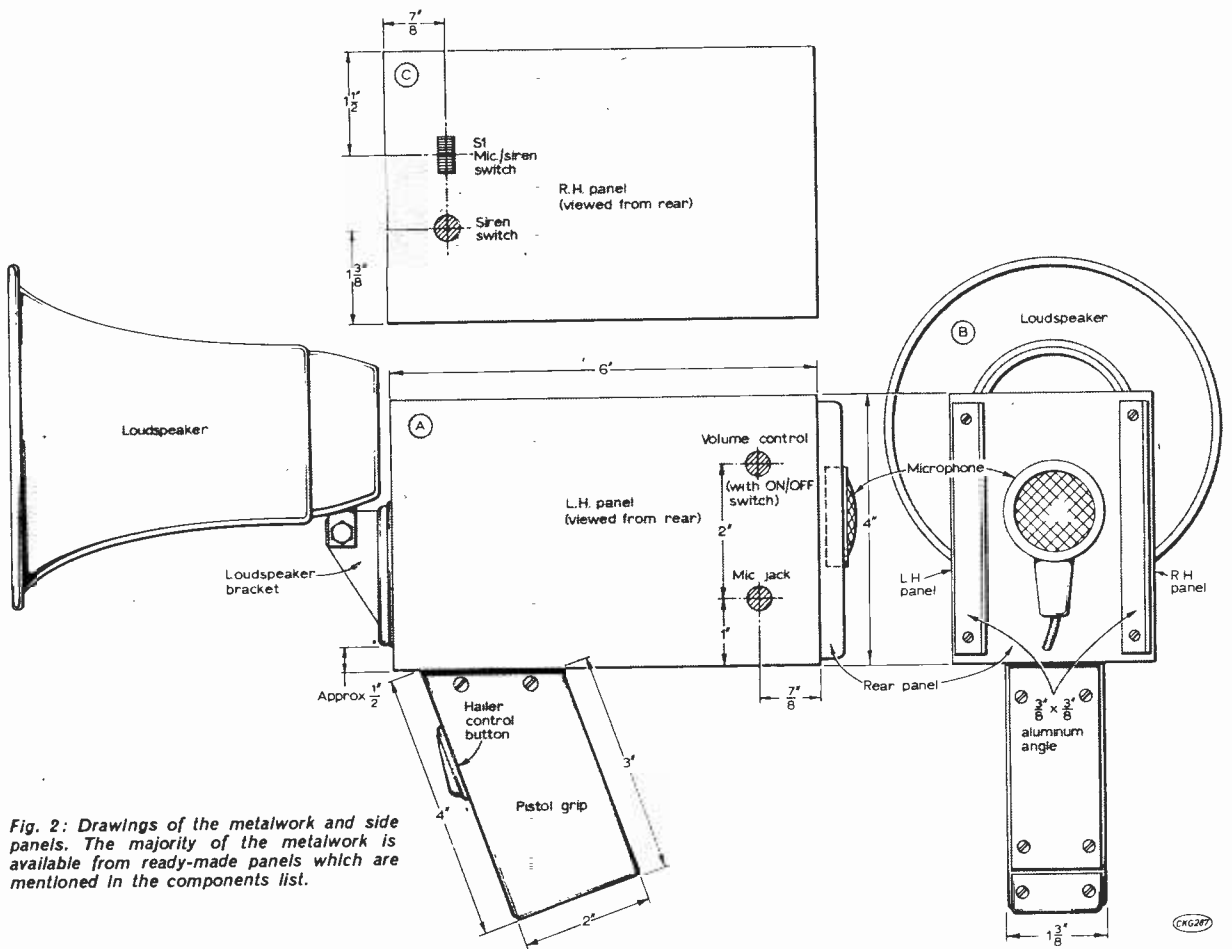 7/8"
C
1 1/2"
S1
Mic./siren
switch
R.H. panel
(viewed from rear)
Siren
switch
1 3/8"
6"
Loudspeaker
A
Volume control
(with ON/OFF
switch)
L.H. panel
(viewed from rear)
2"
Mic jack
1"
4"
7/8"
Loudspeaker
bracket
Approx 1/2"
Microphone
Loudspeaker
B
L H
panel
R H
panel
Rear panel
3/8" x 3/8"
aluminum
angle
Hailer
control
button
3"
4"
Pistol grip
2"
1 3/8"
Fig. 2: Drawings of the metalwork and side
panels. The majority of the metalwork is
available from ready-made panels which are
mentioned in the components list.
CKG287